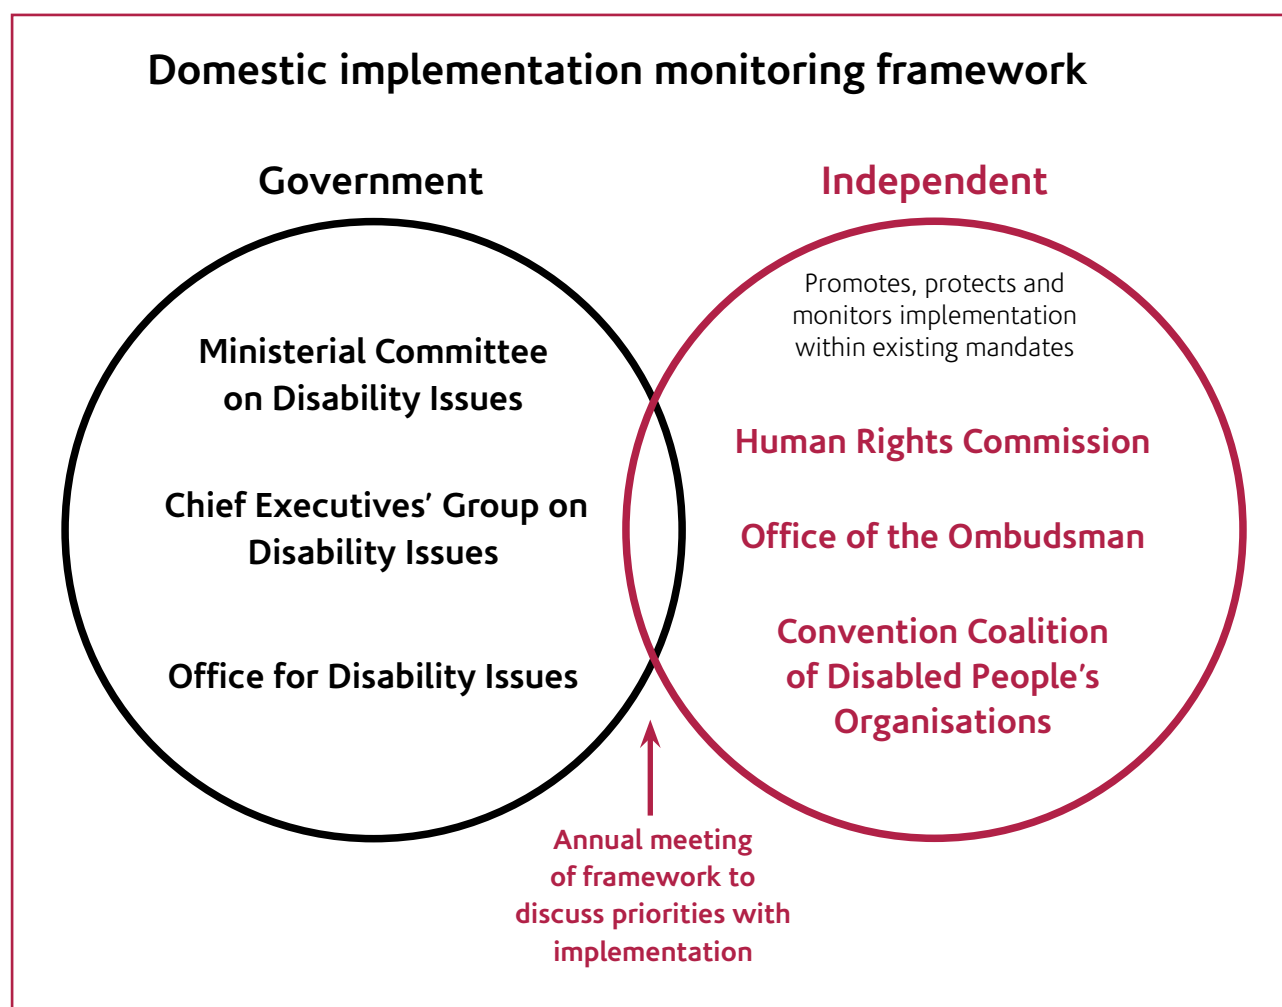 Domestic implementation monitoring framework
Government
Ministerial Committee
on Disability Issues
Chief Executives’ Group on
Disability Issues
Office for Disability Issues
Independent
Promotes, protects and
monitors implementation
within existing mandates
Human Rights Commission
Office of the Ombudsman
Convention Coalition
of Disabled People’s
Organisations
Annual meeting
of framework to
discuss priorities with
implementation